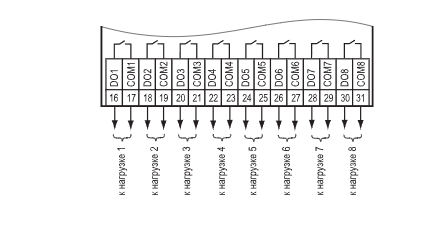 DO1 COM1 DO2 COM2 DO3 COM3 DO4 COM4 DO5 COM5 DO6 COM6 DO7 COM7 DO8 COM8
16 17 18 19 20 21 22 23 24 25 26 27 28 29 30 31
к нагрузке 1
к нагрузке 2
к нагрузке 3
к нагрузке 4
к нагрузке 5
к нагрузке 6
к нагрузке 7
к нагрузке 8